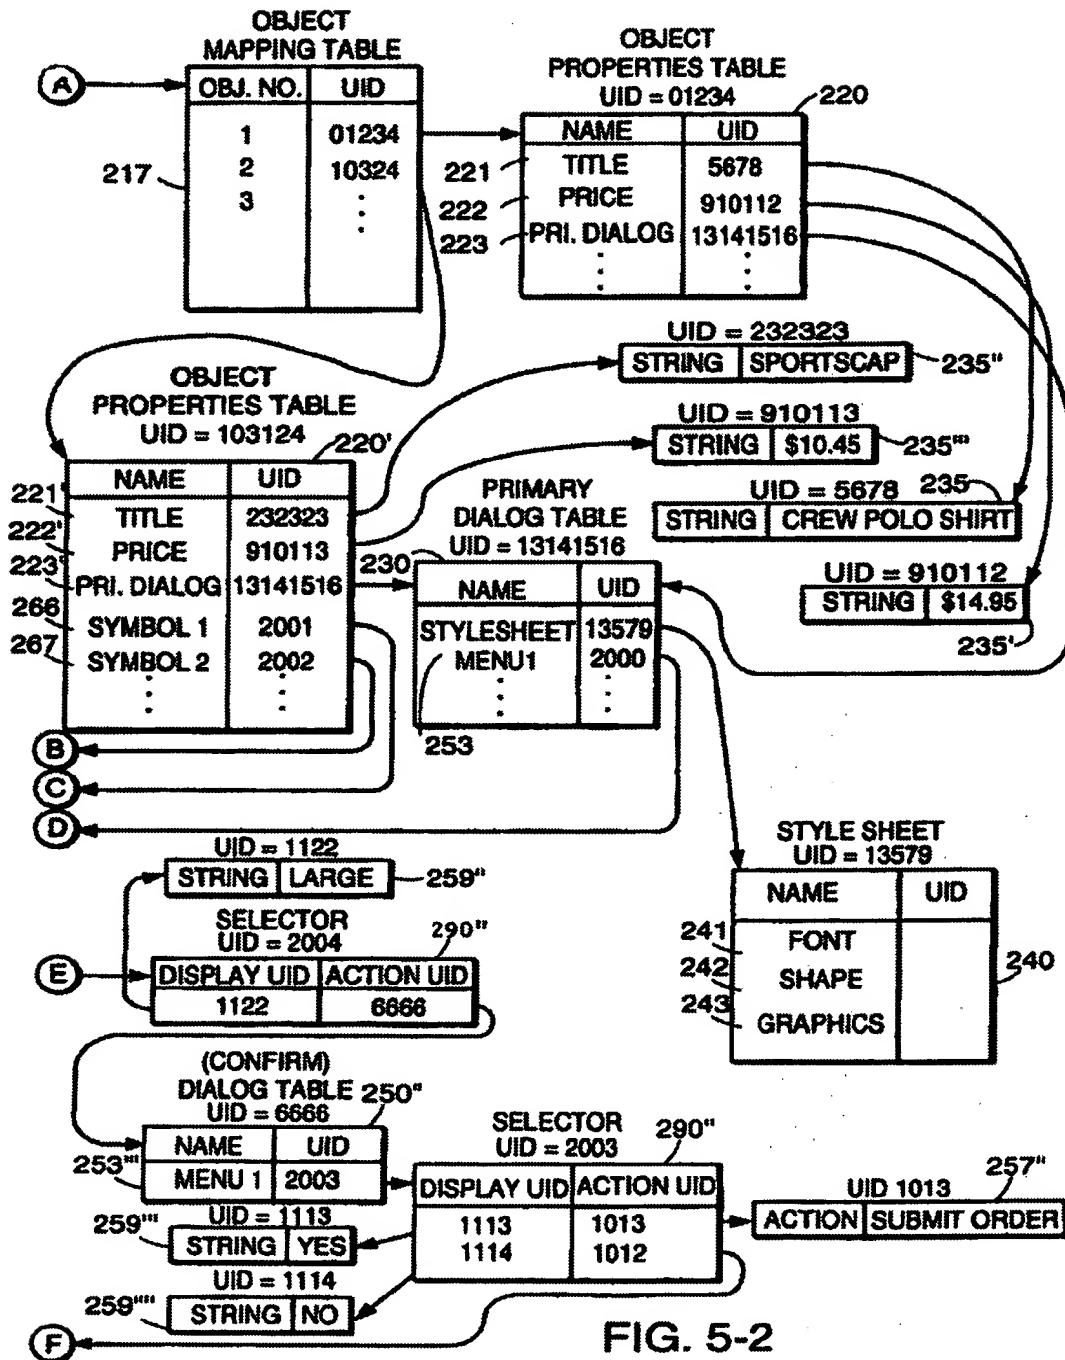 OBJECT
MAPPING TABLE
A
OBJ. NO. UID
1 01234
2 10324
3
217
OBJECT
PROPERTIES TABLE
UID = 01234
220
NAME UID
221 TITLE 5678
222 PRICE 910112
223 PRI. DIALOG 13141516
UID = 232323
STRING SPORTSCAP 235"
UID = 910113
STRING $10.45 235'"
UID = 5678 235
STRING CREW POLO SHIRT
UID = 910112
STRING $14.95
235'
OBJECT
PROPERTIES TABLE
UID = 103124
220'
NAME UID
221' TITLE 232323
222' PRICE 910113
223' PRI. DIALOG 13141516
266 SYMBOL 1 2001
267 SYMBOL 2 2002
PRIMARY
DIALOG TABLE
230 UID = 13141516
NAME UID
STYLESHEET 13579
MENU1 2000
253
B
C
D
STYLE SHEET
UID = 13579
NAME UID
241 FONT
242 SHAPE
243 GRAPHICS
240
UID = 1122
STRING LARGE 259"
SELECTOR
UID = 2004 290"
E
DISPLAY UID ACTION UID
1122 6666
(CONFIRM)
DIALOG TABLE
UID = 6666 250"
NAME UID
253'" MENU 1 2003
SELECTOR
UID = 2003 290"
DISPLAY UID ACTION UID
1113 1013
1114 1012
UID 1013 257"
ACTION SUBMIT ORDER
UID = 1113
259'" STRING YES
UID = 1114
259"" STRING NO
F
FIG. 5-2